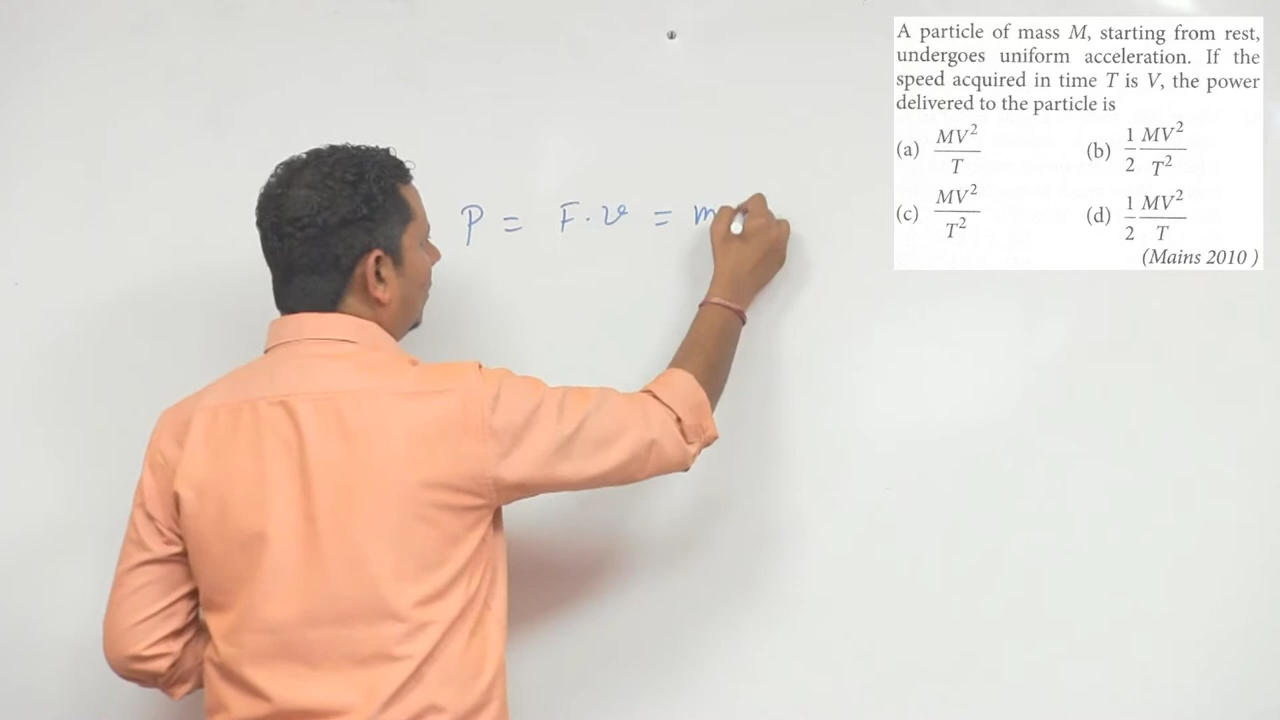 A particle of mass M, starting from rest,
undergoes uniform acceleration. If the
speed acquired in time T is V, the power
delivered to the particle is
(a) MV²/T (b) 1/2 MV²/T²
(c) MV²/T² (d) 1/2 MV²/T
(Mains 2010 )
P = F . v = m